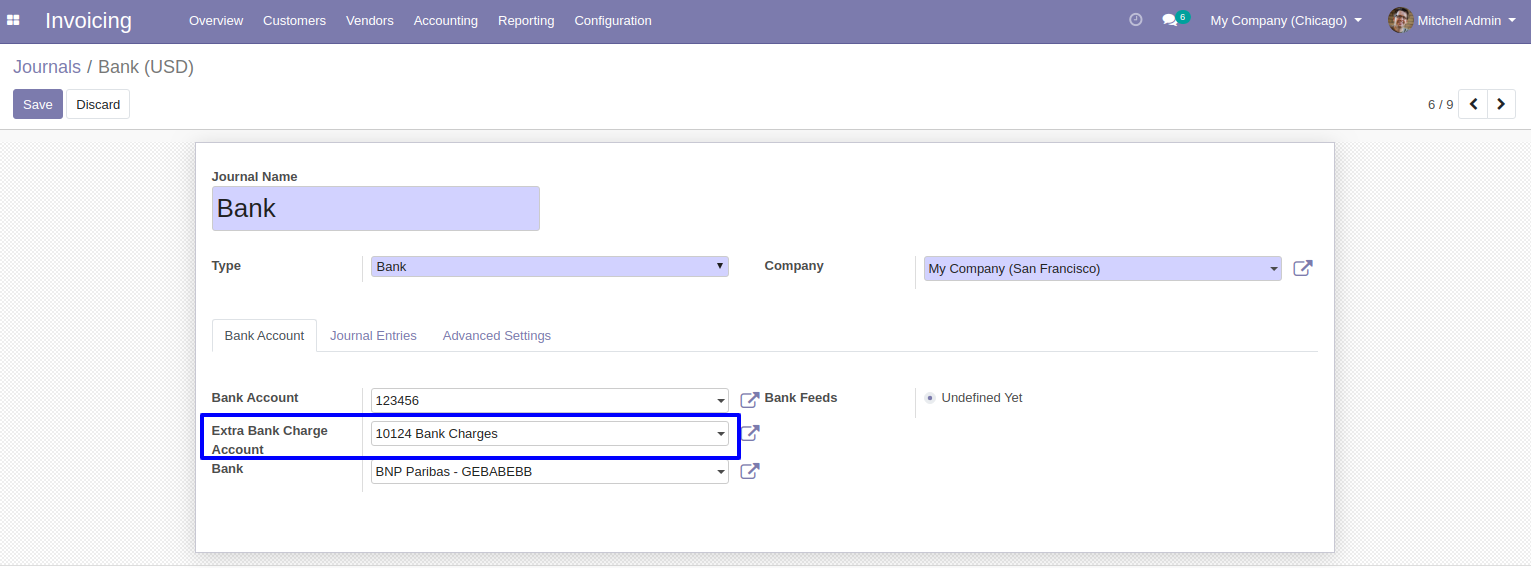 Invoicing Overview Customers Vendors Accounting Reporting Configuration 6 My Company (Chicago) Mitchell Admin
Journals / Bank (USD)
Save Discard 6 / 9
Journal Name
Bank
Type Bank Company My Company (San Francisco)
Bank Account Journal Entries Advanced Settings
Bank Account 123456 Bank Feeds Undefined Yet
Extra Bank Charge 10124 Bank Charges
Account
Bank BNP Paribas - GEBABEBB